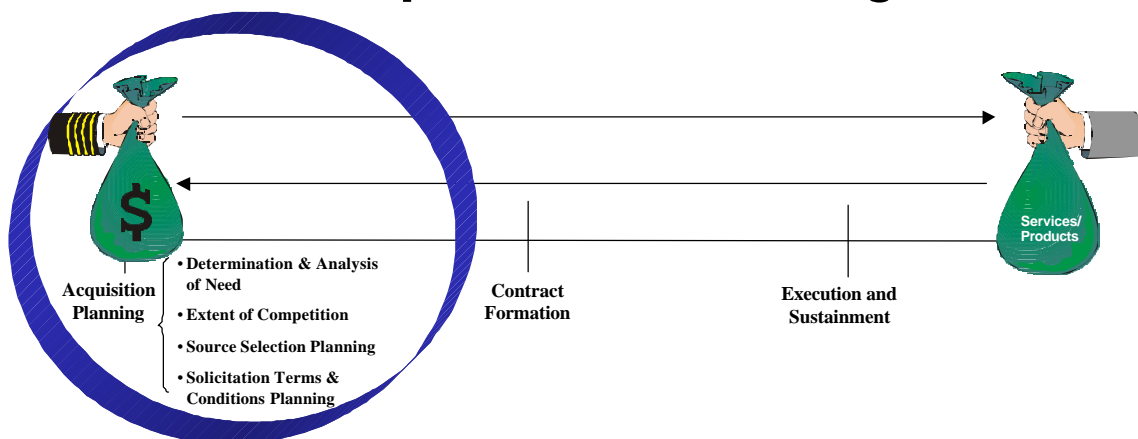 $
Services/
Products
Acquisition
Planning
• Determination & Analysis
of Need
• Extent of Competition
• Source Selection Planning
• Solicitation Terms &
Conditions Planning
Contract
Formation
Execution and
Sustainment